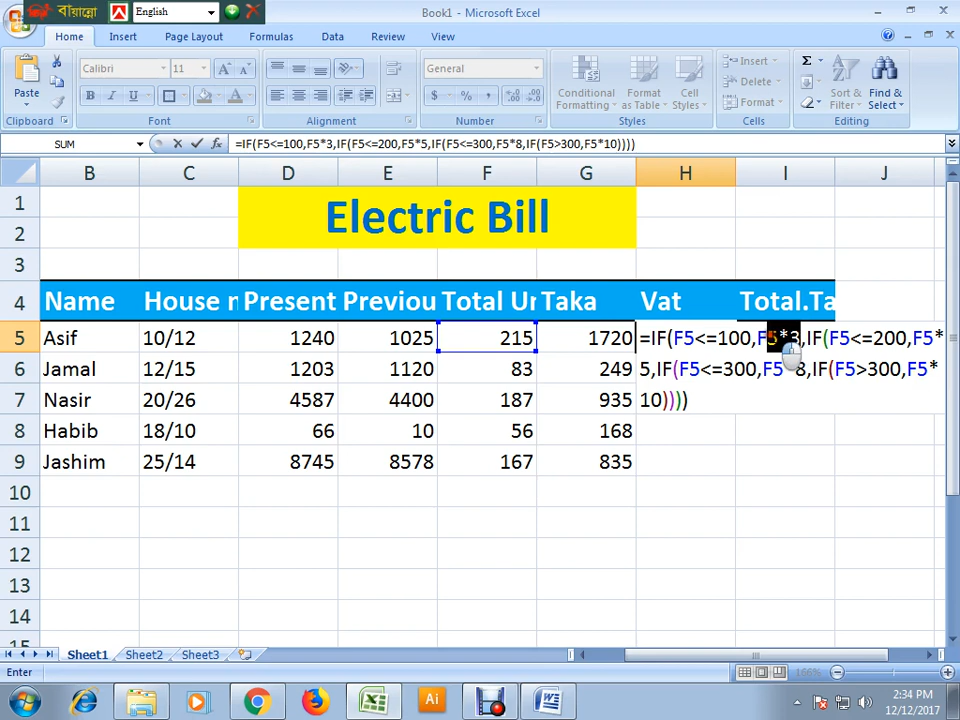 বায়ান্নো
English
Book1 - Microsoft Excel
Home Insert Page Layout Formulas Data Review View
Calibri 11 General
Paste
B I U
$ % ,
Conditional Formatting
Format as Table
Cell Styles
Insert
Delete
Format
Sort & Filter
Find & Select
Clipboard Font Alignment Number Styles Cells Editing
SUM =IF(F5<=100,F5*3,IF(F5<=200,F5*5,IF(F5<=300,F5*8,IF(F5>300,F5*10))))
B C D E F G H I J
1
Electric Bill
2
3
4 Name House Present Previou Total Taka Vat Total.Ta
5 Asif 10/12 1240 1025 215 1720 =IF(F5<=100,F5*3,IF(F5<=200,F5*
6 Jamal 12/15 1203 1120 83 249 5,IF(F5<=300,F5*8,IF(F5>300,F5*
7 Nasir 20/26 4587 4400 187 935 10))))
8 Habib 18/10 66 10 56 168
9 Jashim 25/14 8745 8578 167 835
10
11
12
13
14
15
Sheet1 Sheet2 Sheet3
Enter 166%
Ai
2:34 PM
12/12/2017